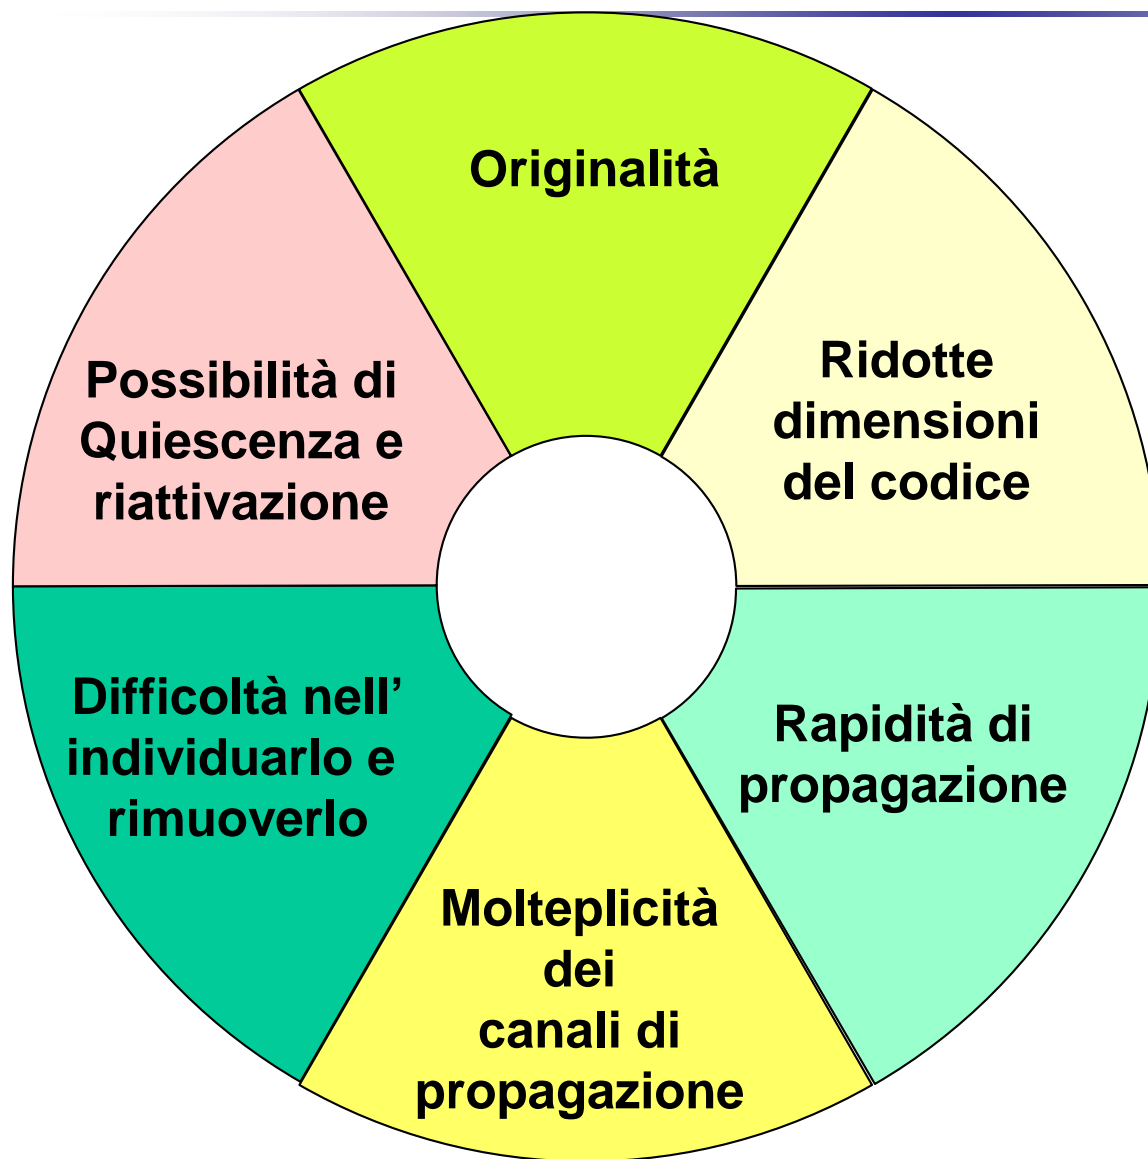 Originalità
Ridotte
dimensioni
del codice
Rapidità di
propagazione
Molteplicità
dei
canali di
propagazione
Difficoltà nell’
individuarlo e
rimuoverlo
Possibilità di
Quiescenza e
riattivazione